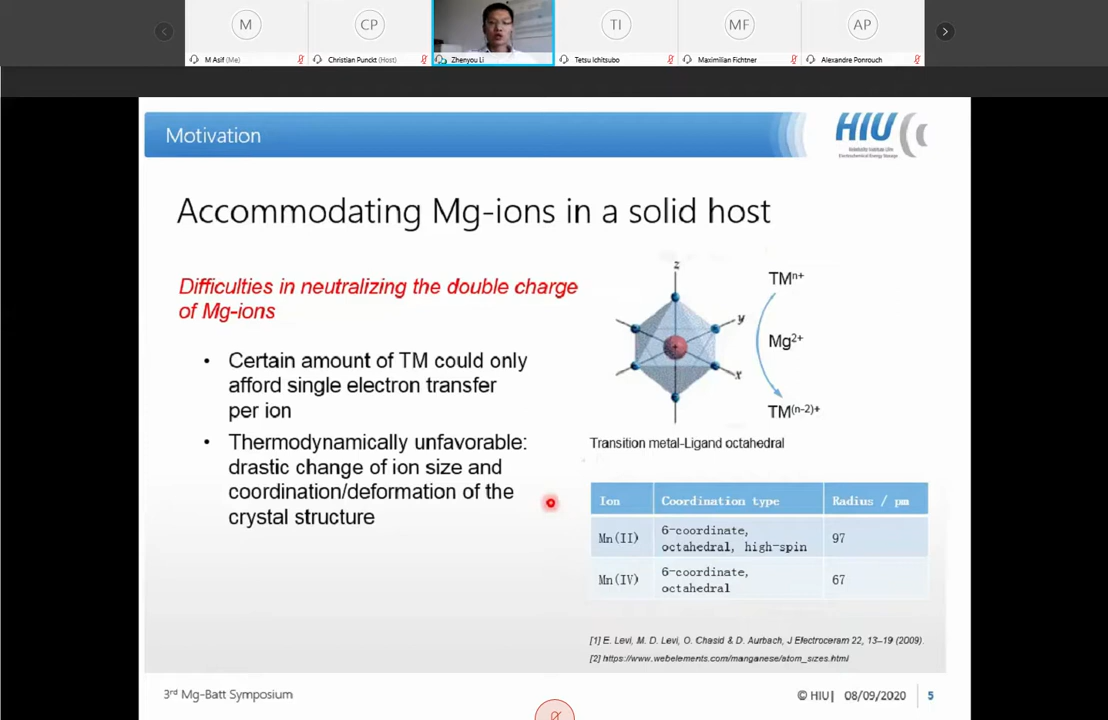 M
CP
TI
MF
AP
M Asif (Me)
Christian Punckt (Host)
Zhenyou Li
Tetsu Ichitsubo
Maximilian Fichtner
Alexandre Ponrouch
Motivation
HIU
Accommodating Mg-ions in a solid host
Difficulties in neutralizing the double charge
of Mg-ions
• Certain amount of TM could only
afford single electron transfer
per ion
• Thermodynamically unfavorable:
drastic change of ion size and
coordination/deformation of the
crystal structure
z
y
x
TMⁿ⁺
Mg²⁺
TM⁽ⁿ⁻²⁾⁺
Transition metal-Ligand octahedral
Ion Coordination type Radius / pm
Mn(II) 6-coordinate, octahedral, high-spin 97
Mn(IV) 6-coordinate, octahedral 67
[1] E. Levi, M. D. Levi, O. Chasid & D. Aurbach, J Electroceram 22, 13–19 (2009).
[2] https://www.webelements.com/manganese/atom_sizes.html
3rd Mg-Batt Symposium
© HIU| 08/09/2020 5